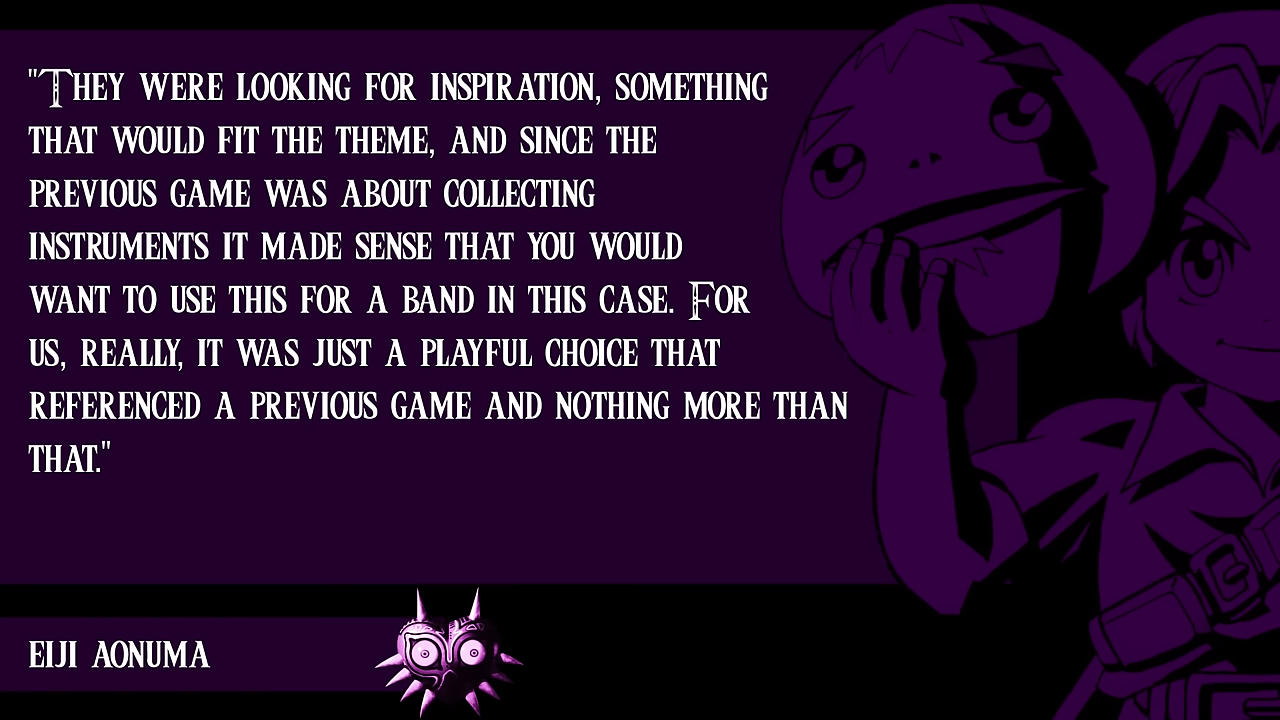 "They were looking for inspiration, something
that would fit the theme, and since the
previous game was about collecting
instruments it made sense that you would
want to use this for a band in this case. For
us, really, it was just a playful choice that
referenced a previous game and nothing more than
that."
Eiji Aonuma